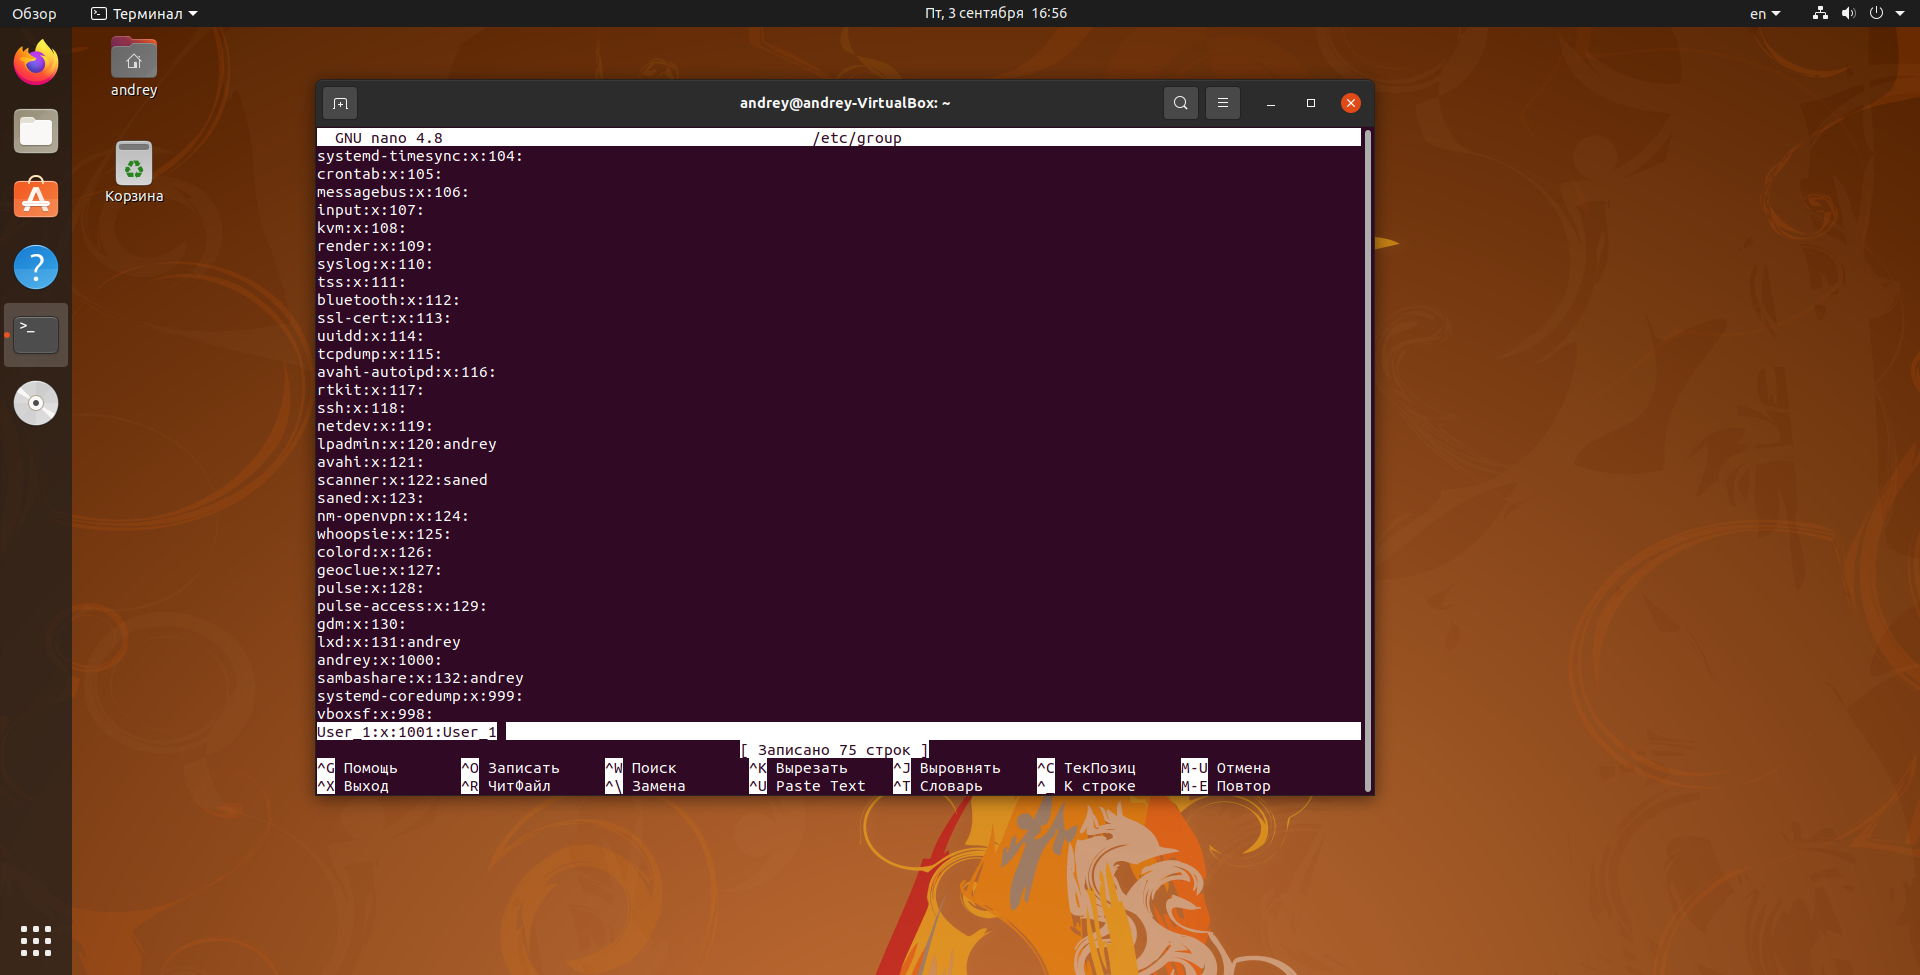 Обзор
Терминал
Пт, 3 сентября 16:56
en
andrey
Корзина
andrey@andrey-VirtualBox: ~
GNU nano 4.8 /etc/group
systemd-timesync:x:104:
crontab:x:105:
messagebus:x:106:
input:x:107:
kvm:x:108:
render:x:109:
syslog:x:110:
tss:x:111:
bluetooth:x:112:
ssl-cert:x:113:
uuidd:x:114:
tcpdump:x:115:
avahi-autoipd:x:116:
rtkit:x:117:
ssh:x:118:
netdev:x:119:
lpadmin:x:120:andrey
avahi:x:121:
scanner:x:122:saned
saned:x:123:
nm-openvpn:x:124:
whoopsie:x:125:
colord:x:126:
geoclue:x:127:
pulse:x:128:
pulse-access:x:129:
gdm:x:130:
lxd:x:131:andrey
andrey:x:1000:
sambashare:x:132:andrey
systemd-coredump:x:999:
vboxsf:x:998:
User_1:x:1001:User_1
[ Записано 75 строк ]
^G Помощь ^O Записать ^W Поиск ^K Вырезать ^J Выровнять ^C ТекПозиц M-U Отмена
^X Выход ^R ЧитФайл ^\ Замена ^U Paste Text ^T Словарь ^_ К строке M-E Повтор